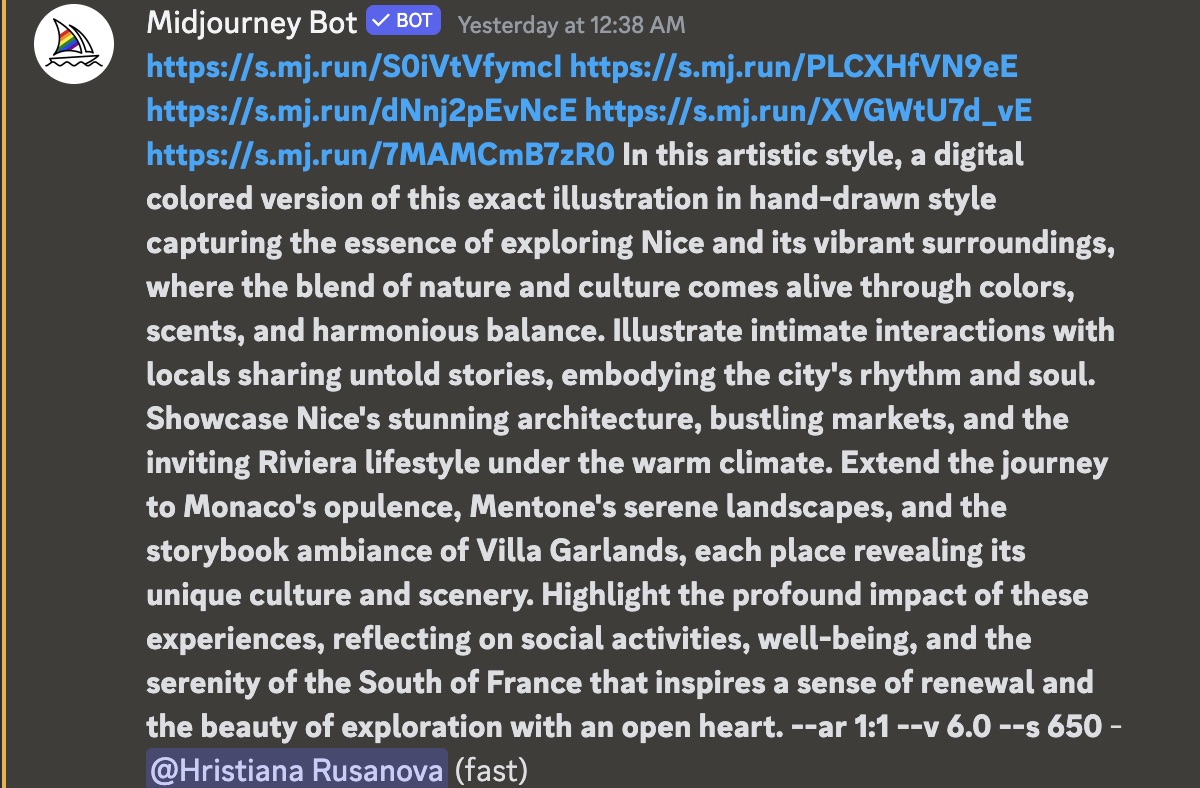 Midjourney Bot ✓ BOT Yesterday at 12:38 AM
https://s.mj.run/S0iVtVfymcI https://s.mj.run/PLCXHfVN9eE
https://s.mj.run/dNnj2pEvNcE https://s.mj.run/XVGWtU7d_vE
https://s.mj.run/7MAMCmB7zR0 In this artistic style, a digital
colored version of this exact illustration in hand-drawn style
capturing the essence of exploring Nice and its vibrant surroundings,
where the blend of nature and culture comes alive through colors,
scents, and harmonious balance. Illustrate intimate interactions with
locals sharing untold stories, embodying the city's rhythm and soul.
Showcase Nice's stunning architecture, bustling markets, and the
inviting Riviera lifestyle under the warm climate. Extend the journey
to Monaco's opulence, Mentone's serene landscapes, and the
storybook ambiance of Villa Garlands, each place revealing its
unique culture and scenery. Highlight the profound impact of these
experiences, reflecting on social activities, well-being, and the
serenity of the South of France that inspires a sense of renewal and
the beauty of exploration with an open heart. --ar 1:1 --v 6.0 --s 650 -
@Hristiana Rusanova (fast)